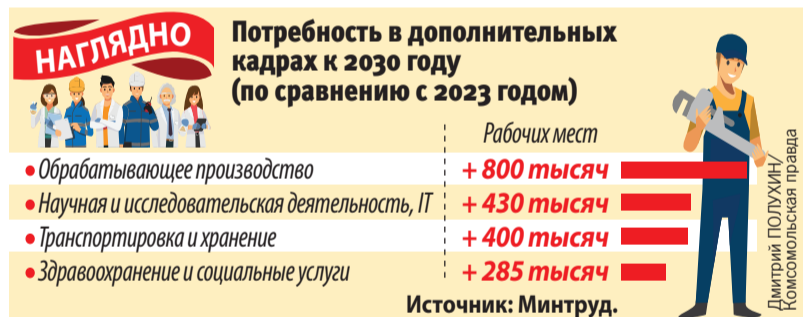 НАГЛЯДНО
Потребность в дополнительных
кадрах к 2030 году
(по сравнению с 2023 годом)
Рабочих мест
• Обрабатывающее производство + 800 тысяч
• Научная и исследовательская деятельность, IT + 430 тысяч
• Транспортировка и хранение + 400 тысяч
• Здравоохранение и социальные услуги + 285 тысяч
Источник: Минтруд.
Дмитрий ПОЛУХИН/
Комсомольская правда